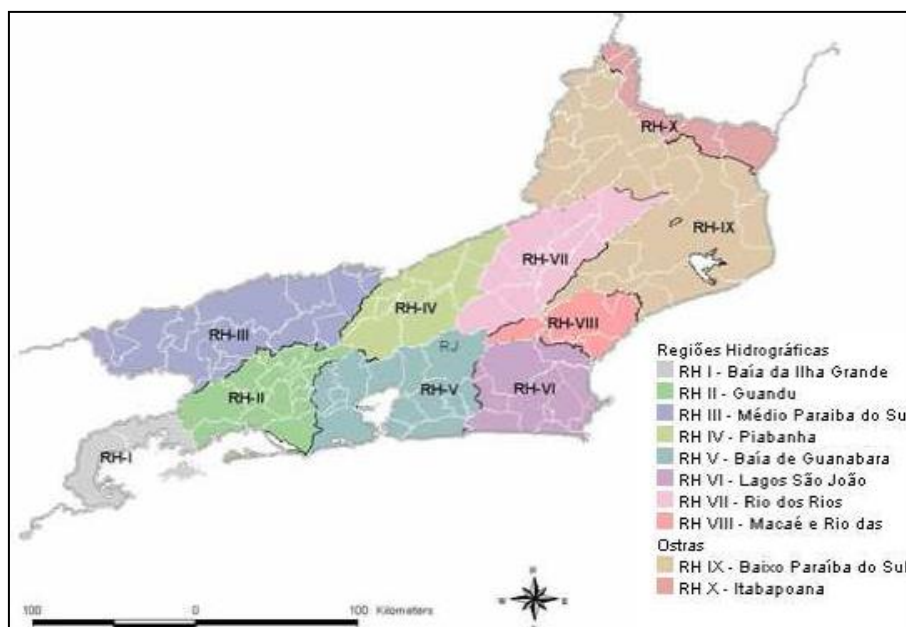 RH-X
RH-IX
RH-VII
RH-IV
RH-VIII
RH-III
RJ
RH-II
RH-V
RH-VI
RH-I
Regiões Hidrográficas
RH I - Baía da Ilha Grande
RH II - Guandu
RH III - Médio Paraiba do Sul
RH IV - Piabanha
RH V - Baía de Guanabara
RH VI - Lagos São João
RH VII - Rio dos Rios
RH VIII - Macaé e Rio das
Ostras
RH IX - Baixo Paraíba do Sul
RH X - Itabapoana
100 0 100 Kilometers